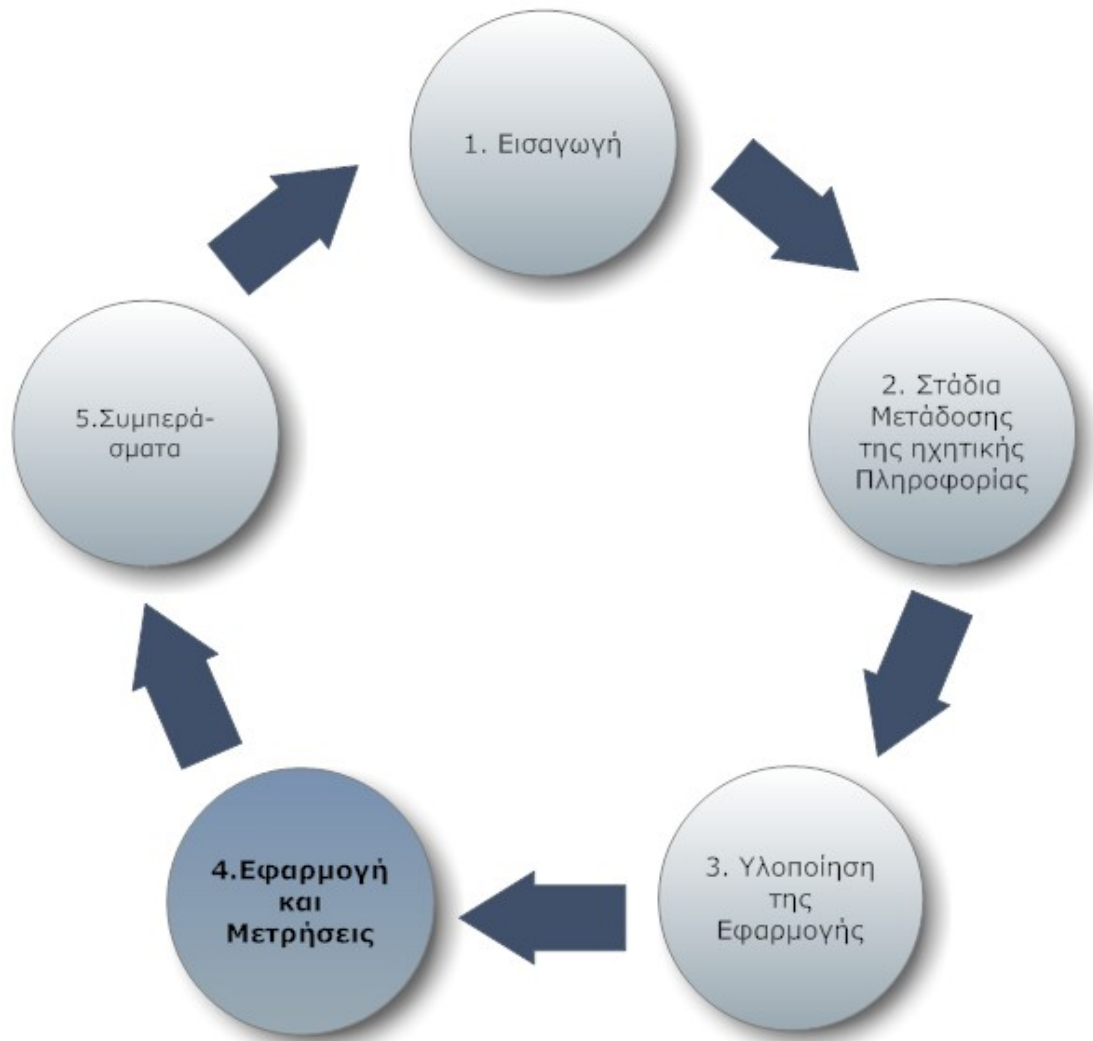 1. Εισαγωγή
2. Στάδια
Μετάδοσης
της ηχητικής
Πληροφορίας
3. Υλοποίηση
της
Εφαρμογής
4.Εφαρμογή
και
Μετρήσεις
5.Συμπερά-
σματα